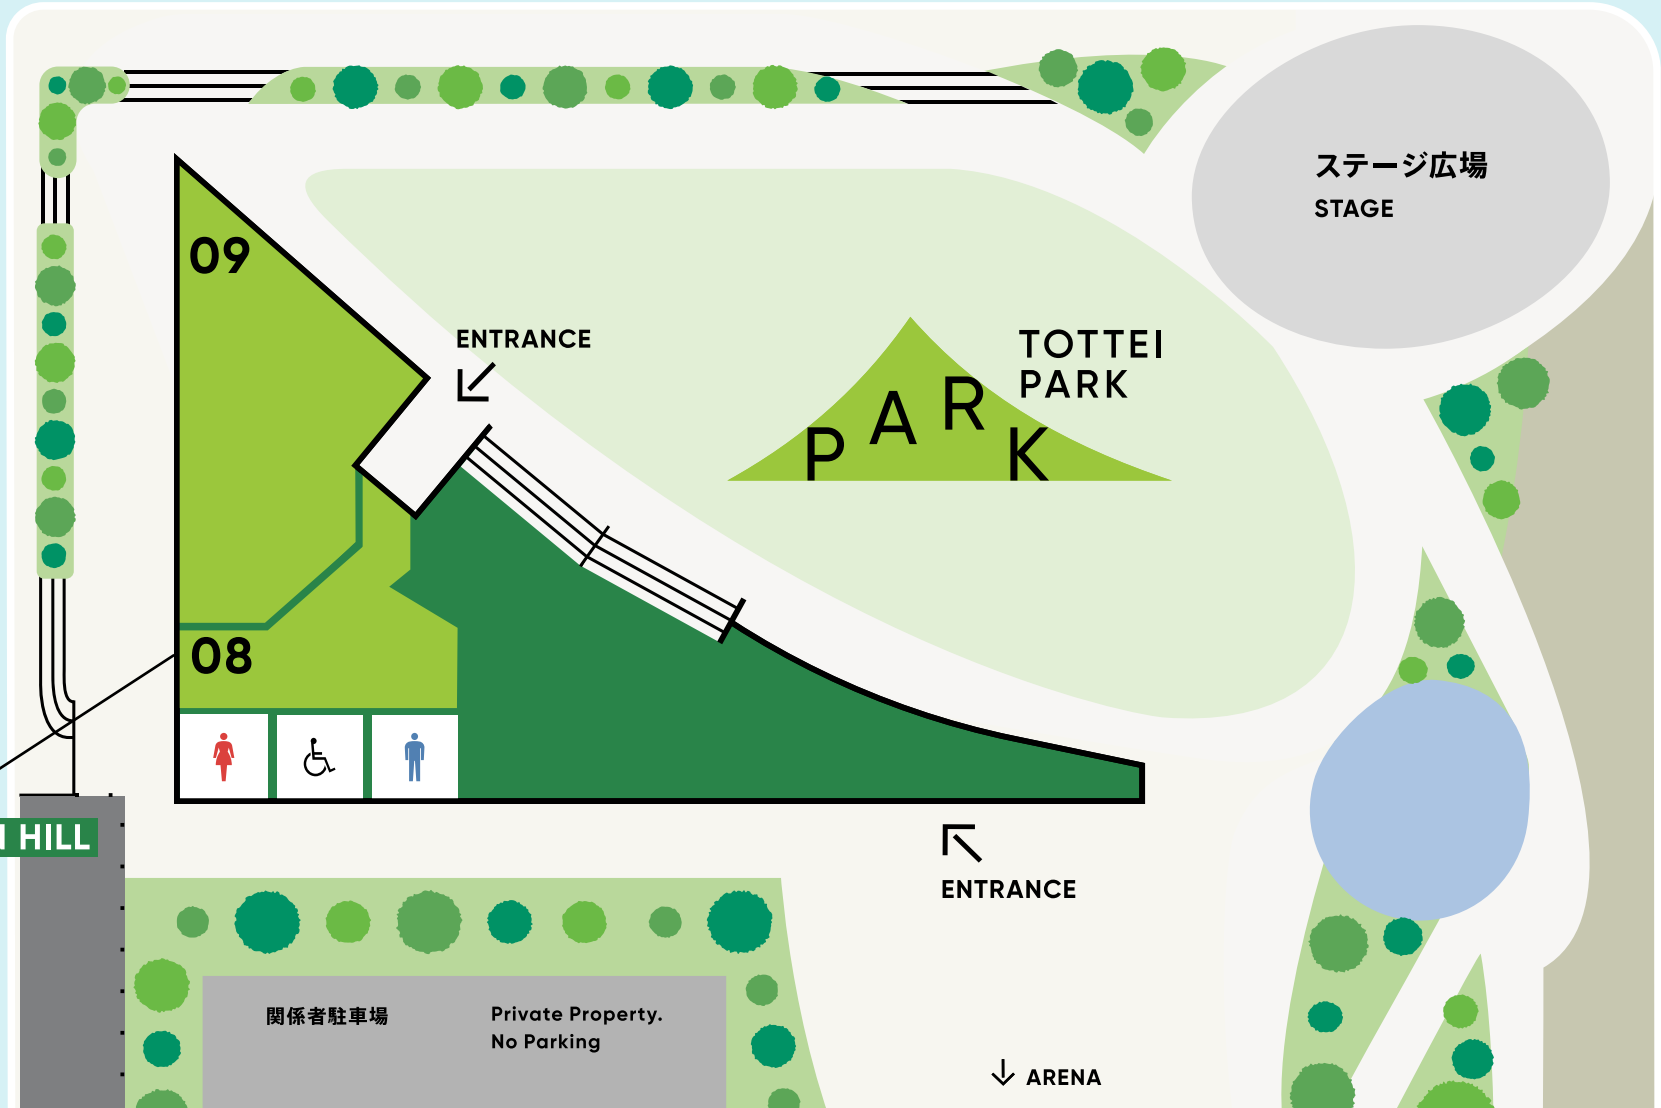 ステージ広場
STAGE
09
ENTRANCE
TOTTEI
PARK
PARK
08
HILL
ENTRANCE
関係者駐車場
Private Property.
No Parking
ARENA